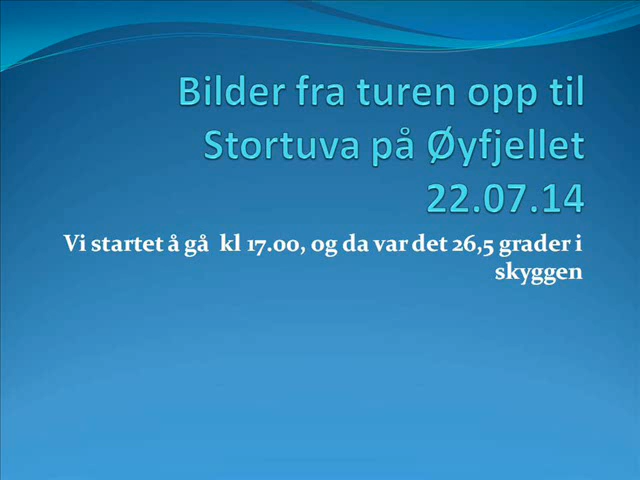 Bilder fra turen opp til
Stortuva på Øyfjellet
22.07.14
Vi startet å gå  kl 17.00, og da var det 26,5 grader i
skyggen